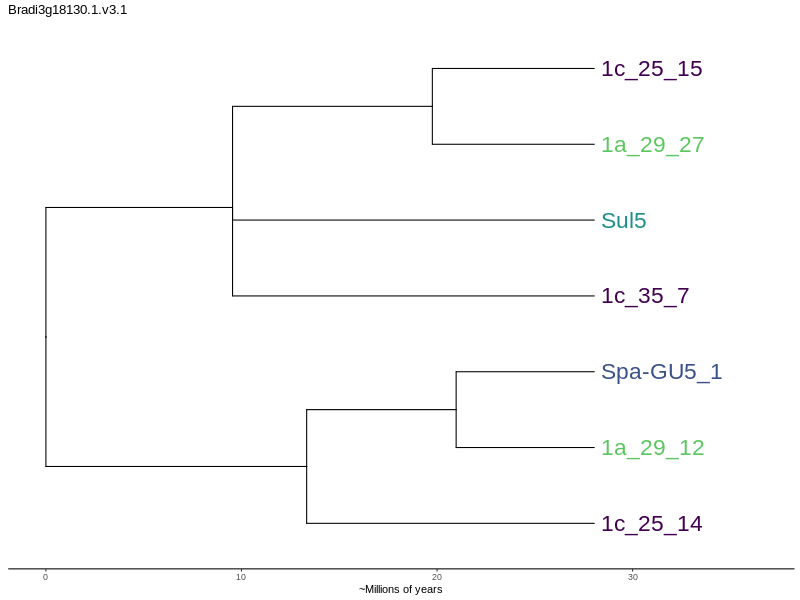 Bradi3g18130.1.v3.1
1c_25_15
1a_29_27
Sul5
1c_35_7
Spa-GU5_1
1a_29_12
1c_25_14
0 10 20 30
~Millions of years